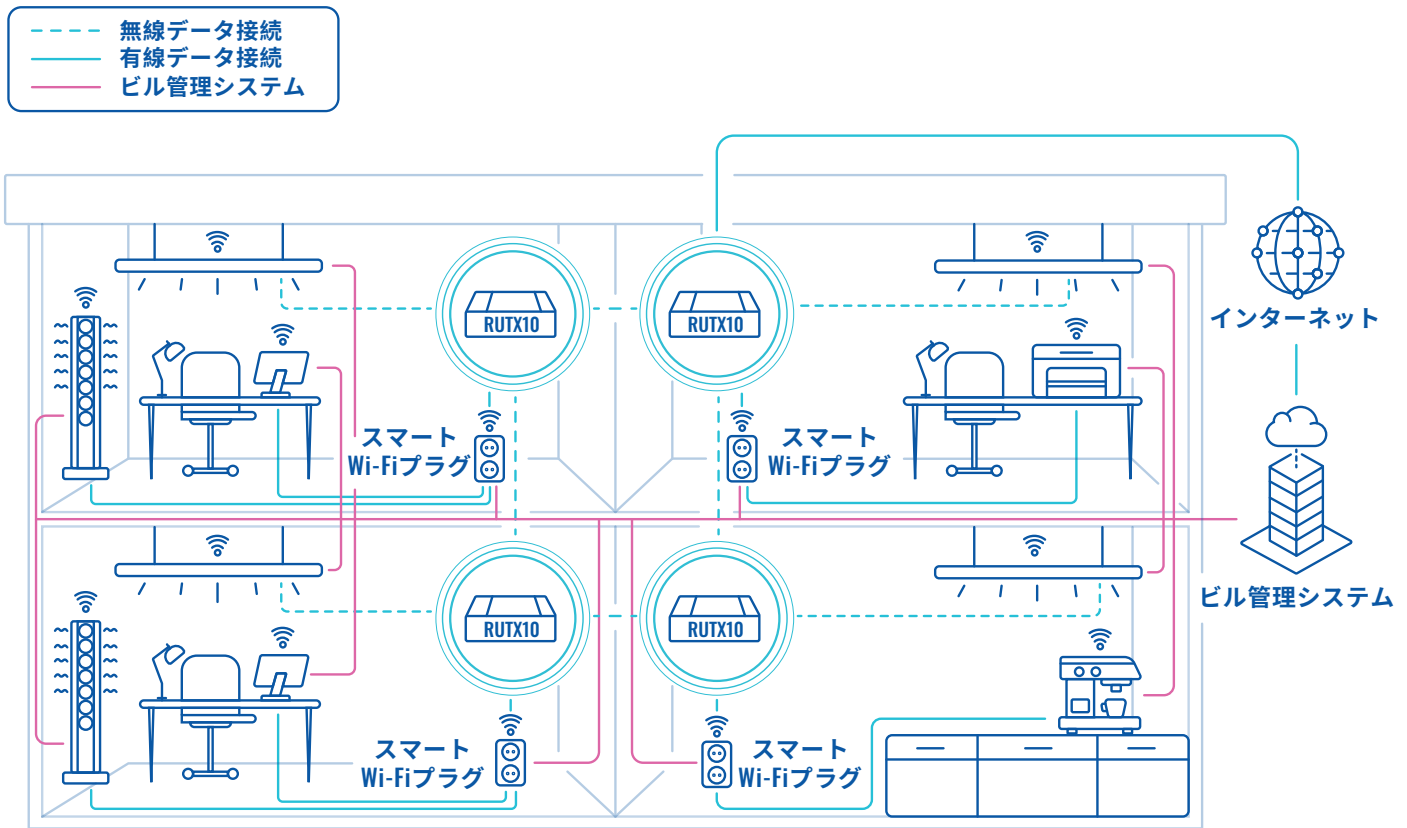 無線データ接続
有線データ接続
ビル管理システム
RUTX10
RUTX10
インターネット
スマート
Wi-Fiプラグ
スマート
Wi-Fiプラグ
ビル管理システム
RUTX10
RUTX10
スマート
Wi-Fiプラグ
スマート
Wi-Fiプラグ